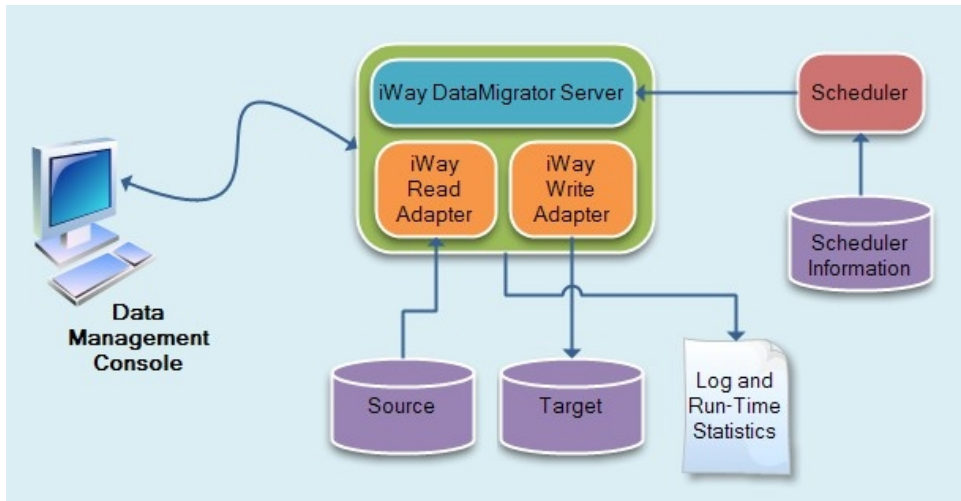 iWay DataMigrator Server
Scheduler
iWay
Read
Adapter
iWay
Write
Adapter
Scheduler
Information
Data
Management
Console
Source
Target
Log and
Run-Time
Statistics